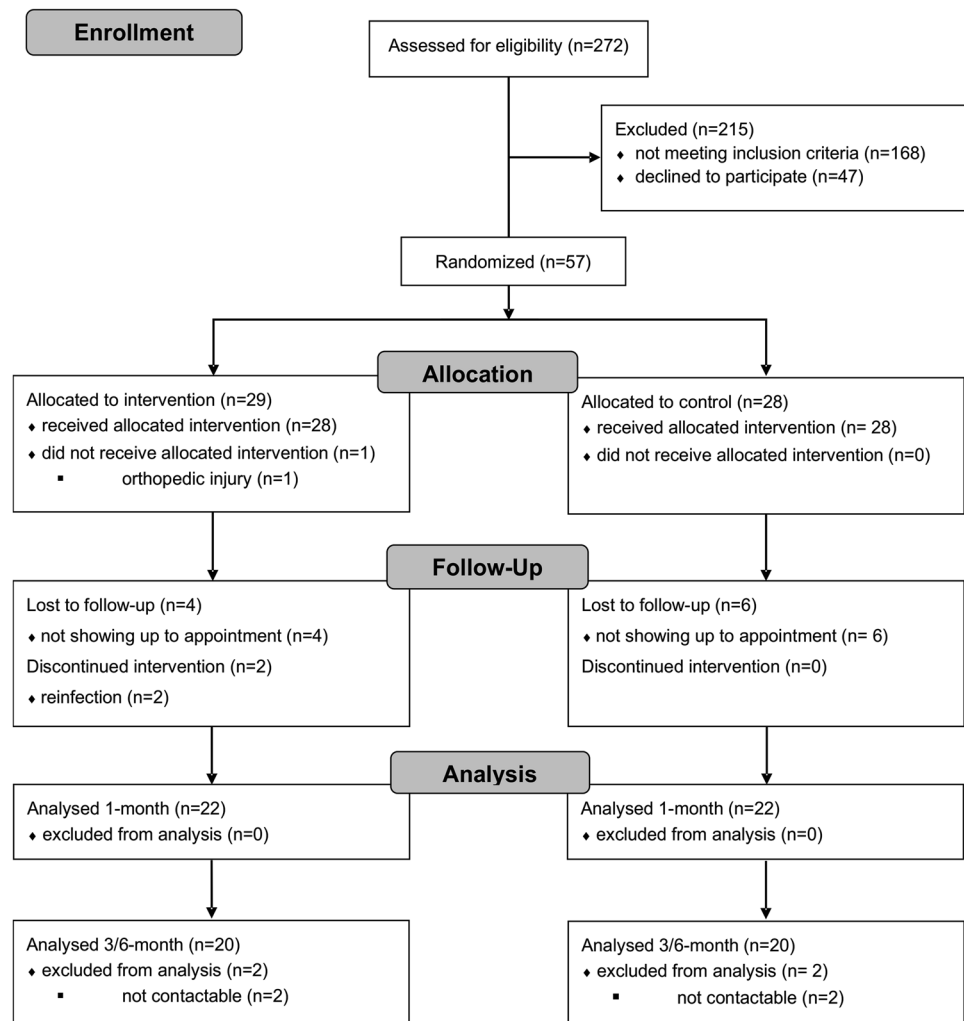 Enrollment
Assessed for eligibility (n=272)
Excluded (n=215)
♦ not meeting inclusion criteria (n=168)
♦ declined to participate (n=47)
Randomized (n=57)
Allocation
Allocated to intervention (n=29)
♦ received allocated intervention (n=28)
♦ did not receive allocated intervention (n=1)
▪ orthopedic injury (n=1)
Allocated to control (n=28)
♦ received allocated intervention (n= 28)
♦ did not receive allocated intervention (n=0)
Follow-Up
Lost to follow-up (n=4)
♦ not showing up to appointment (n=4)
Discontinued intervention (n=2)
♦ reinfection (n=2)
Lost to follow-up (n=6)
♦ not showing up to appointment (n= 6)
Discontinued intervention (n=0)
Analysis
Analysed 1-month (n=22)
♦ excluded from analysis (n=0)
Analysed 1-month (n=22)
♦ excluded from analysis (n=0)
Analysed 3/6-month (n=20)
♦ excluded from analysis (n=2)
▪ not contactable (n=2)
Analysed 3/6-month (n=20)
♦ excluded from analysis (n= 2)
▪ not contactable (n=2)